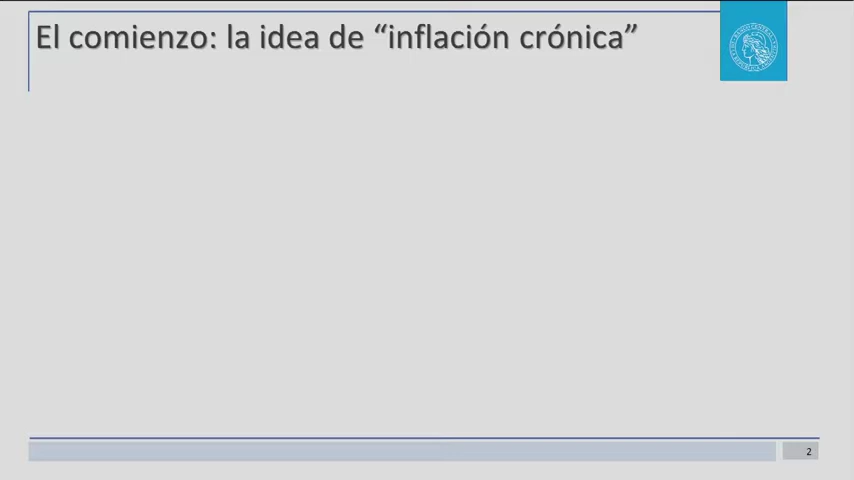 El comienzo: la idea de “inflación crónica”
2